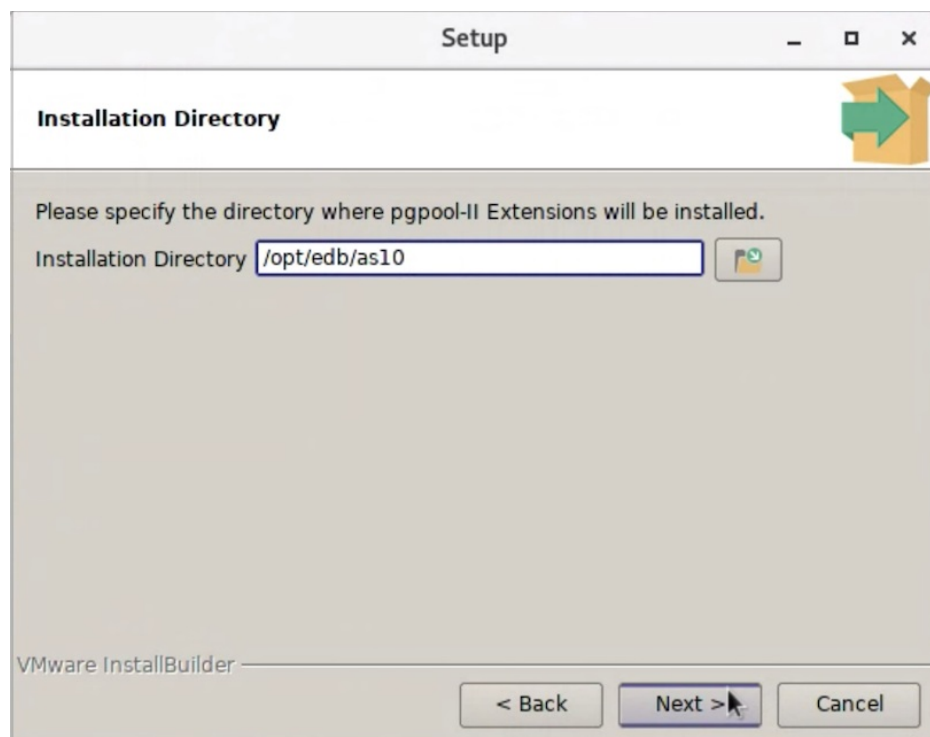 Setup
Installation Directory
Please specify the directory where pgpool-II Extensions will be installed.
Installation Directory /opt/edb/as10
VMware InstallBuilder
< Back Next > Cancel